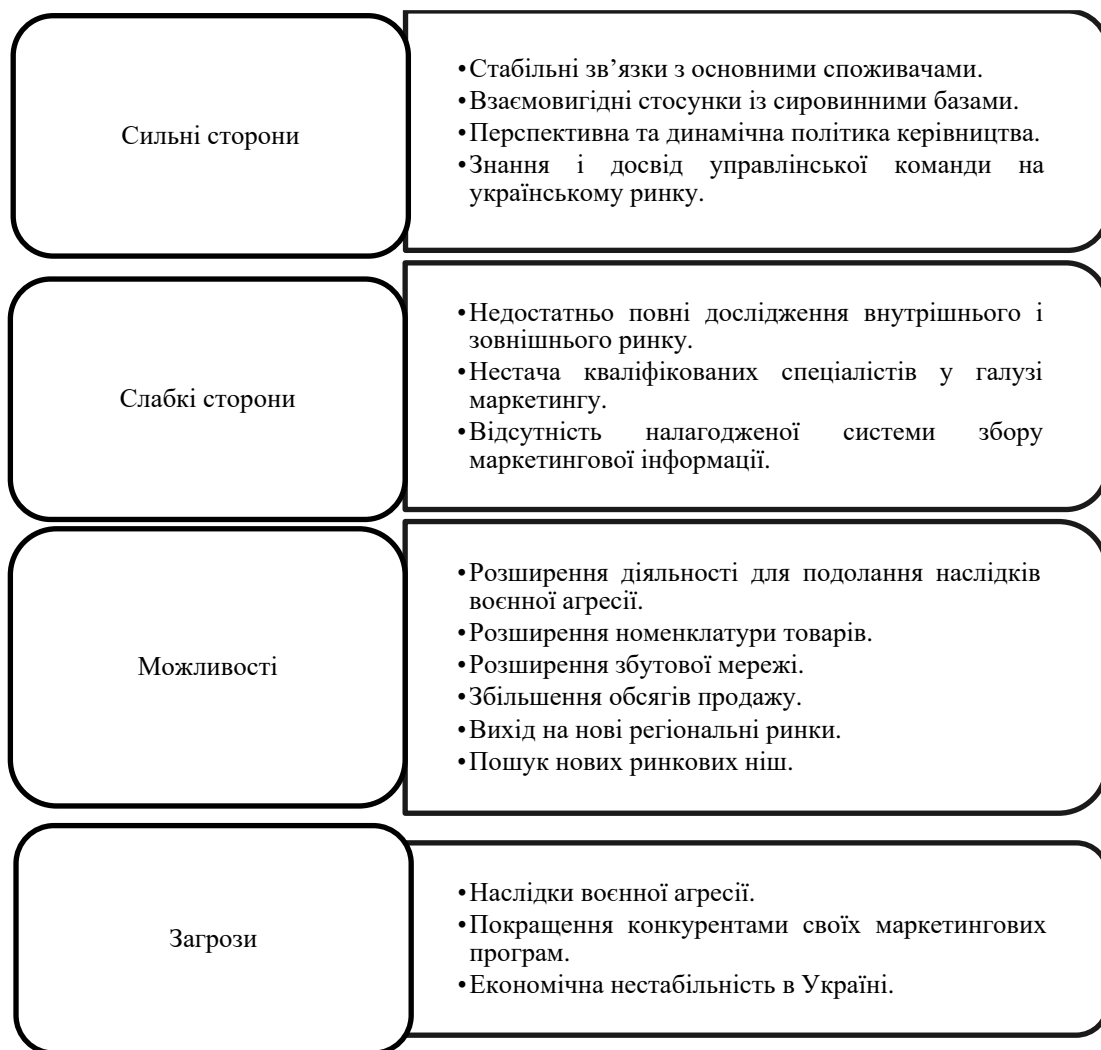 Сильні сторони
•Стабільні зв’язки з основними споживачами.
•Взаємовигідні стосунки із сировинними базами.
•Перспективна та динамічна політика керівництва.
•Знання і досвід управлінської команди на
українському ринку.
Слабкі сторони
•Недостатньо повні дослідження внутрішнього і
зовнішнього ринку.
•Нестача кваліфікованих спеціалістів у галузі
маркетингу.
•Відсутність налагодженої системи збору
маркетингової інформації.
Можливості
•Розширення діяльності для подолання наслідків
воєнної агресії.
•Розширення номенклатури товарів.
•Розширення збутової мережі.
•Збільшення обсягів продажу.
•Вихід на нові регіональні ринки.
•Пошук нових ринкових ніш.
Загрози
•Наслідки воєнної агресії.
•Покращення конкурентами своїх маркетингових
програм.
•Економічна нестабільність в Україні.